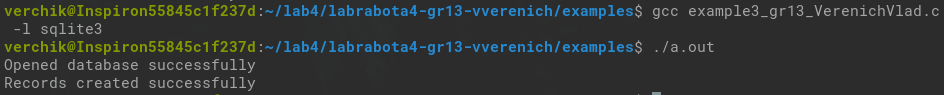 verchik@Inspiron55845c1f237d:~/lab4/labrabota4-gr13-vverenich/examples$ gcc example3_gr13_VerenichVlad.c
-l sqlite3
verchik@Inspiron55845c1f237d:~/lab4/labrabota4-gr13-vverenich/examples$ ./a.out
Opened database successfully
Records created successfully